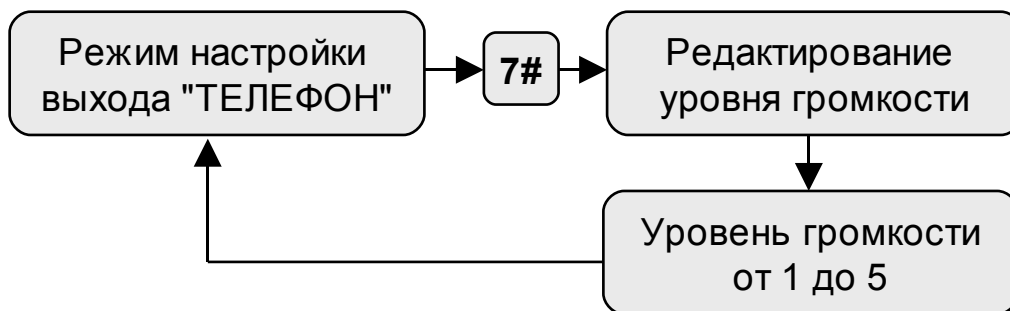 Режим настройки
выхода "ТЕЛЕФОН"
7#
Редактирование
уровня громкости
Уровень громкости
от 1 до 5